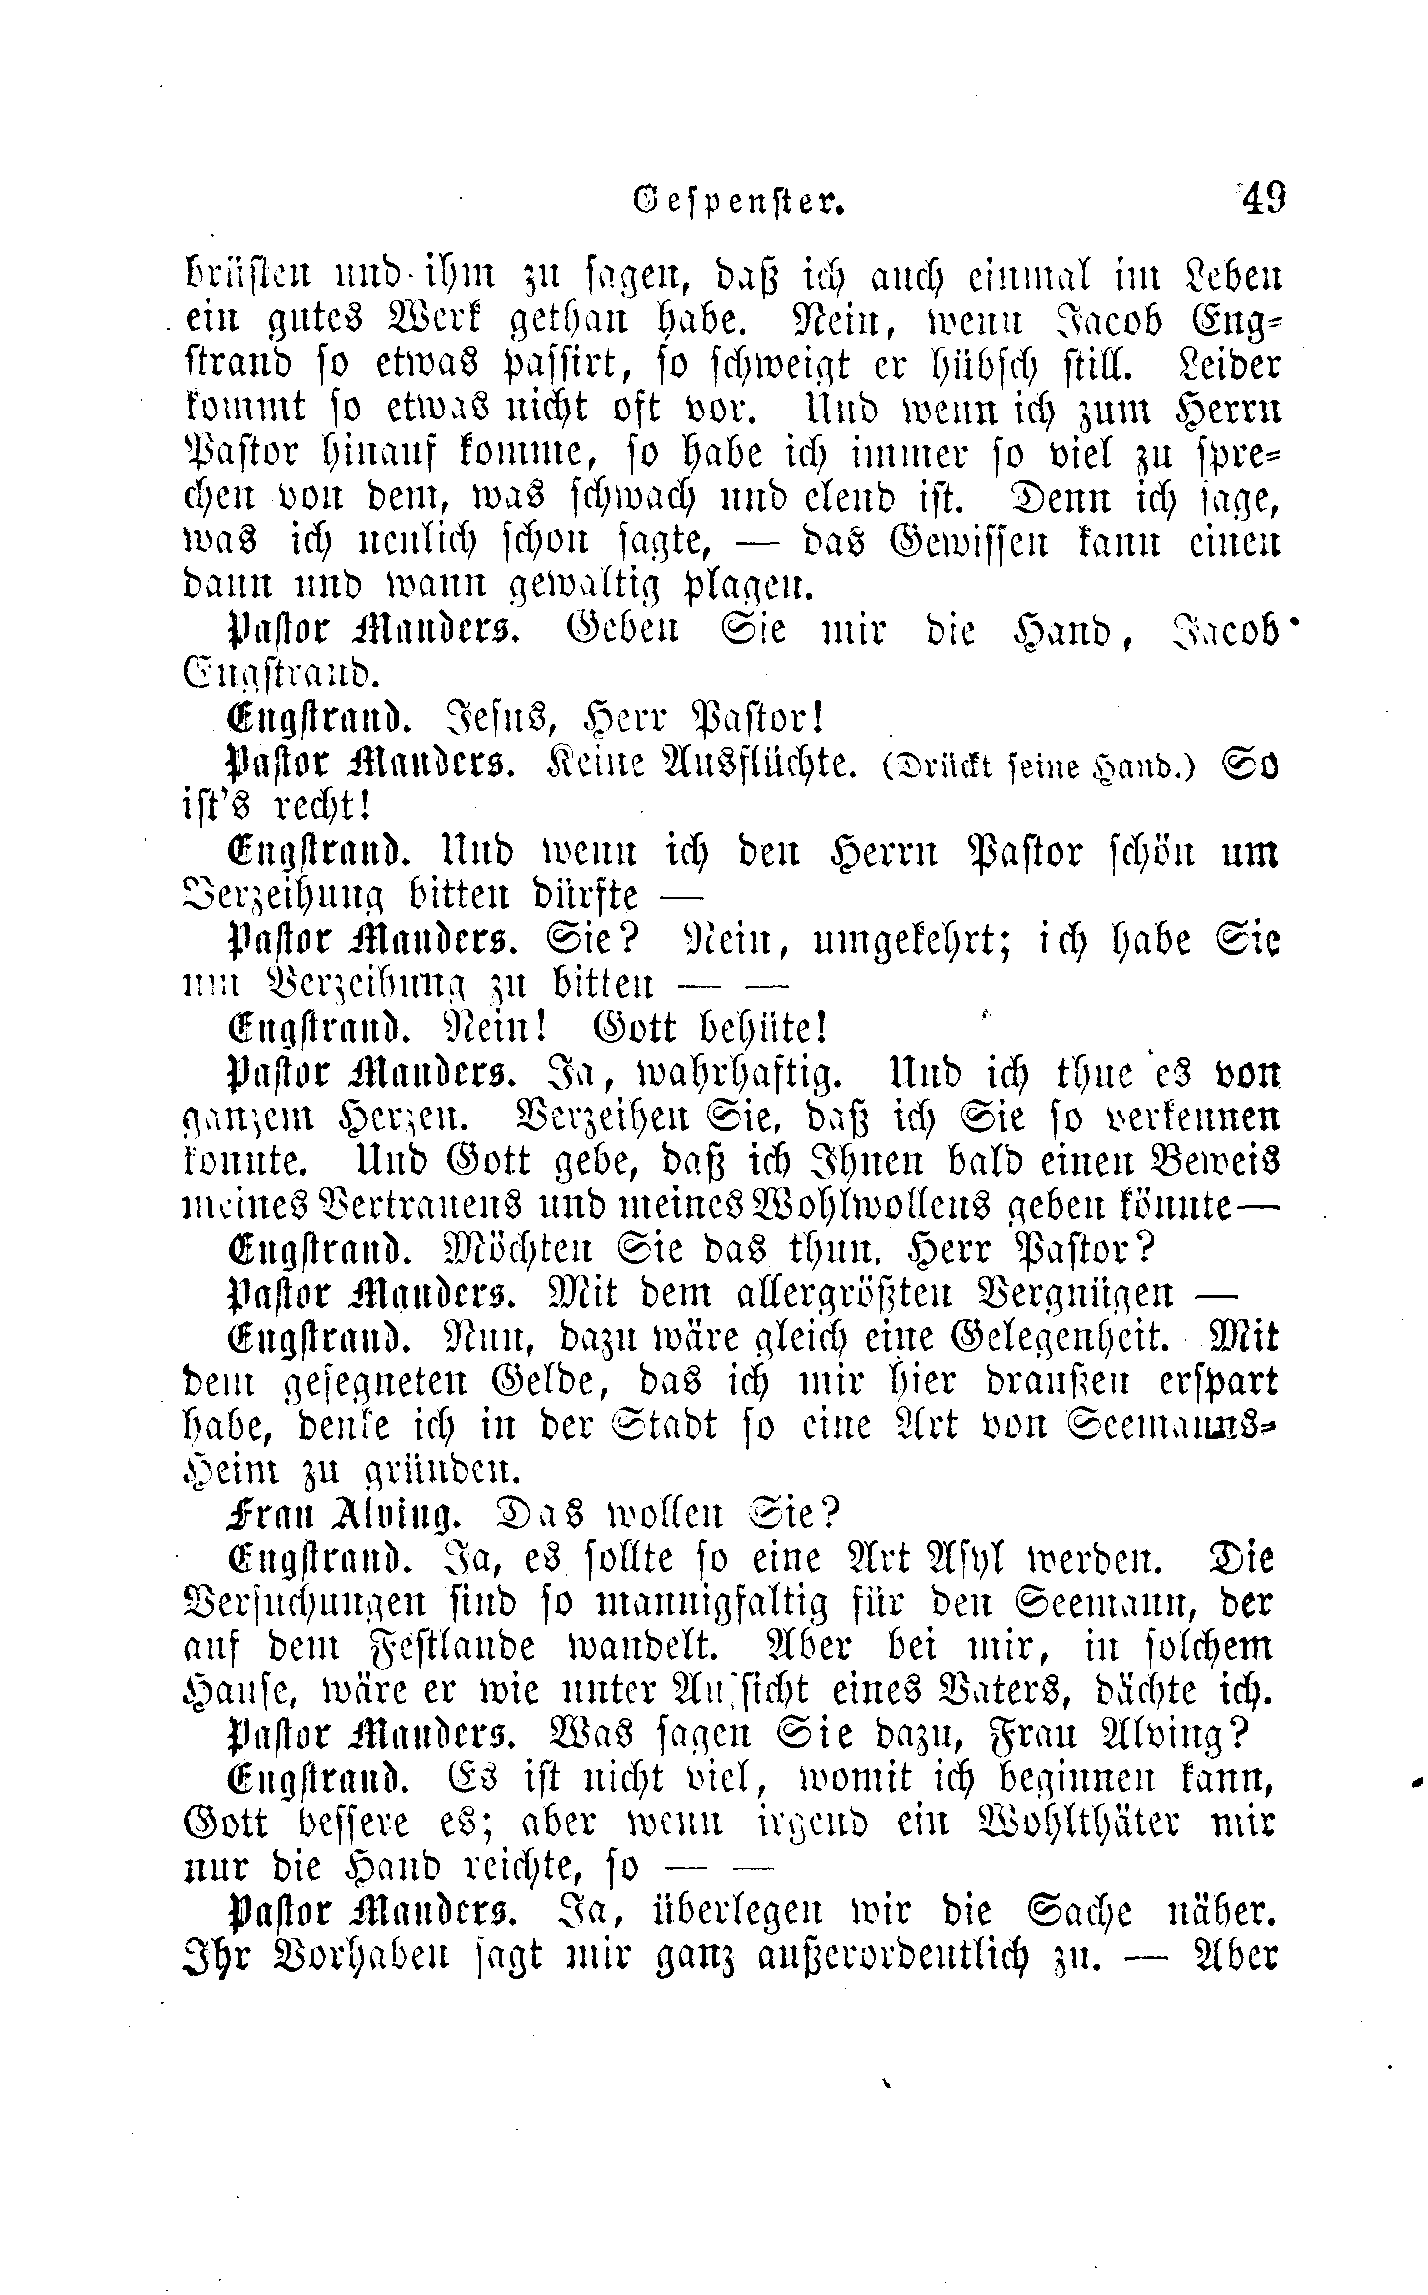 Gespenster. 49
brüsten und ihm zu sagen, daß ich auch einmal im Leben
ein gutes Werk gethan habe. Nein, wenn Jacob Eng-
strand so etwas passirt, so schweigt er hübsch still. Leider
kommt so etwas nicht oft vor. Und wenn ich zum Herrn
Pastor hinauf komme, so habe ich immer so viel zu spre-
chen von dem, was schwach und elend ist. Denn ich sage,
was ich neulich schon sagte, — das Gewissen kann einen
dann und wann gewaltig plagen.
Pastor Manders. Geben Sie mir die Hand, Jacob
Engstrand.
Engstrand. Jesus, Herr Pastor!
Pastor Manders. Keine Ausflüchte. (Drückt seine Hand.) So
ist's recht!
Engstrand. Und wenn ich den Herrn Pastor schön um
Verzeihung bitten dürfte —
Pastor Manders. Sie? Nein, umgekehrt; ich habe Sie
um Verzeihung zu bitten — —
Engstrand. Nein! Gott behüte!
Pastor Manders. Ja, wahrhaftig. Und ich thue es von
ganzem Herzen. Verzeihen Sie, daß ich Sie so verkennen
konnte. Und Gott gebe, daß ich Ihnen bald einen Beweis
meines Vertrauens und meines Wohlwollens geben könnte—
Engstrand. Möchten Sie das thun, Herr Pastor?
Pastor Manders. Mit dem allergrößten Vergnügen —
Engstrand. Nun, dazu wäre gleich eine Gelegenheit. Mit
dem gesegneten Gelde, das ich mir hier draußen erspart
habe, denke ich in der Stadt so eine Art von Seemanns-
Heim zu gründen.
Frau Alving. Das wollen Sie?
Engstrand. Ja, es sollte so eine Art Asyl werden. Die
Versuchungen sind so mannigfaltig für den Seemann, der
auf dem Festlande wandelt. Aber bei mir, in solchem
Hause, wäre er wie unter Aufsicht eines Vaters, dächte ich.
Pastor Manders. Was sagen Sie dazu, Frau Alving?
Engstrand. Es ist nicht viel, womit ich beginnen kann,
Gott bessere es; aber wenn irgend ein Wohlthäter mir
nur die Hand reichte, so — —
Pastor Manders. Ja, überlegen wir die Sache näher.
Ihr Vorhaben sagt mir ganz außerordentlich zu. — Aber